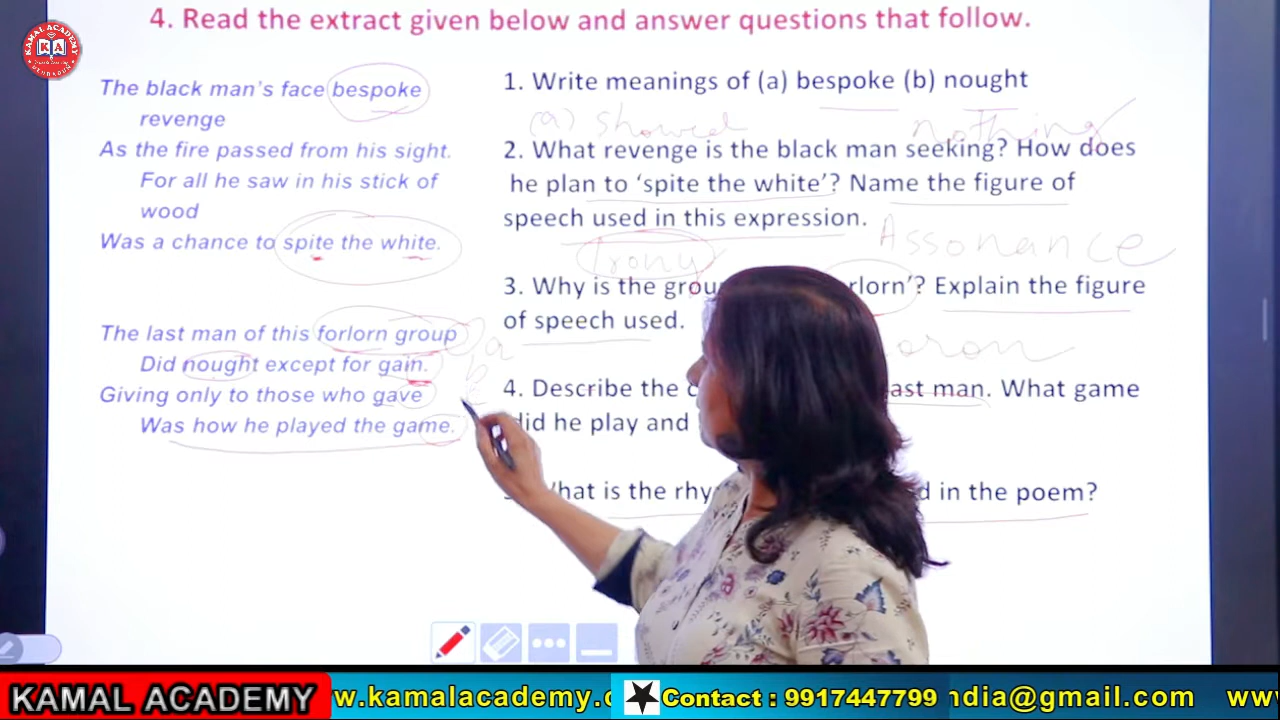 KAMAL ACADEMY
KA
DEHRADUN
4. Read the extract given below and answer questions that follow.
The black man's face bespoke
revenge
As the fire passed from his sight.
For all he saw in his stick of
wood
Was a chance to spite the white.
The last man of this forlorn group
Did nought except for gain.
Giving only to those who gave
Was how he played the game.
a
b
c
1. Write meanings of (a) bespoke (b) nought
(a) showed nothing
2. What revenge is the black man seeking? How does
he plan to 'spite the white'? Name the figure of
speech used in this expression.
Irony Assonance
3. Why is the rlorn'? Explain the figure
of speech used.
4. Describe the ast man. What game
did he play and
What is the d in the poem?
KAMAL ACADEMY
w.kamalacademy.c
Contact : 9917447799
ndia@gmail.com
ww